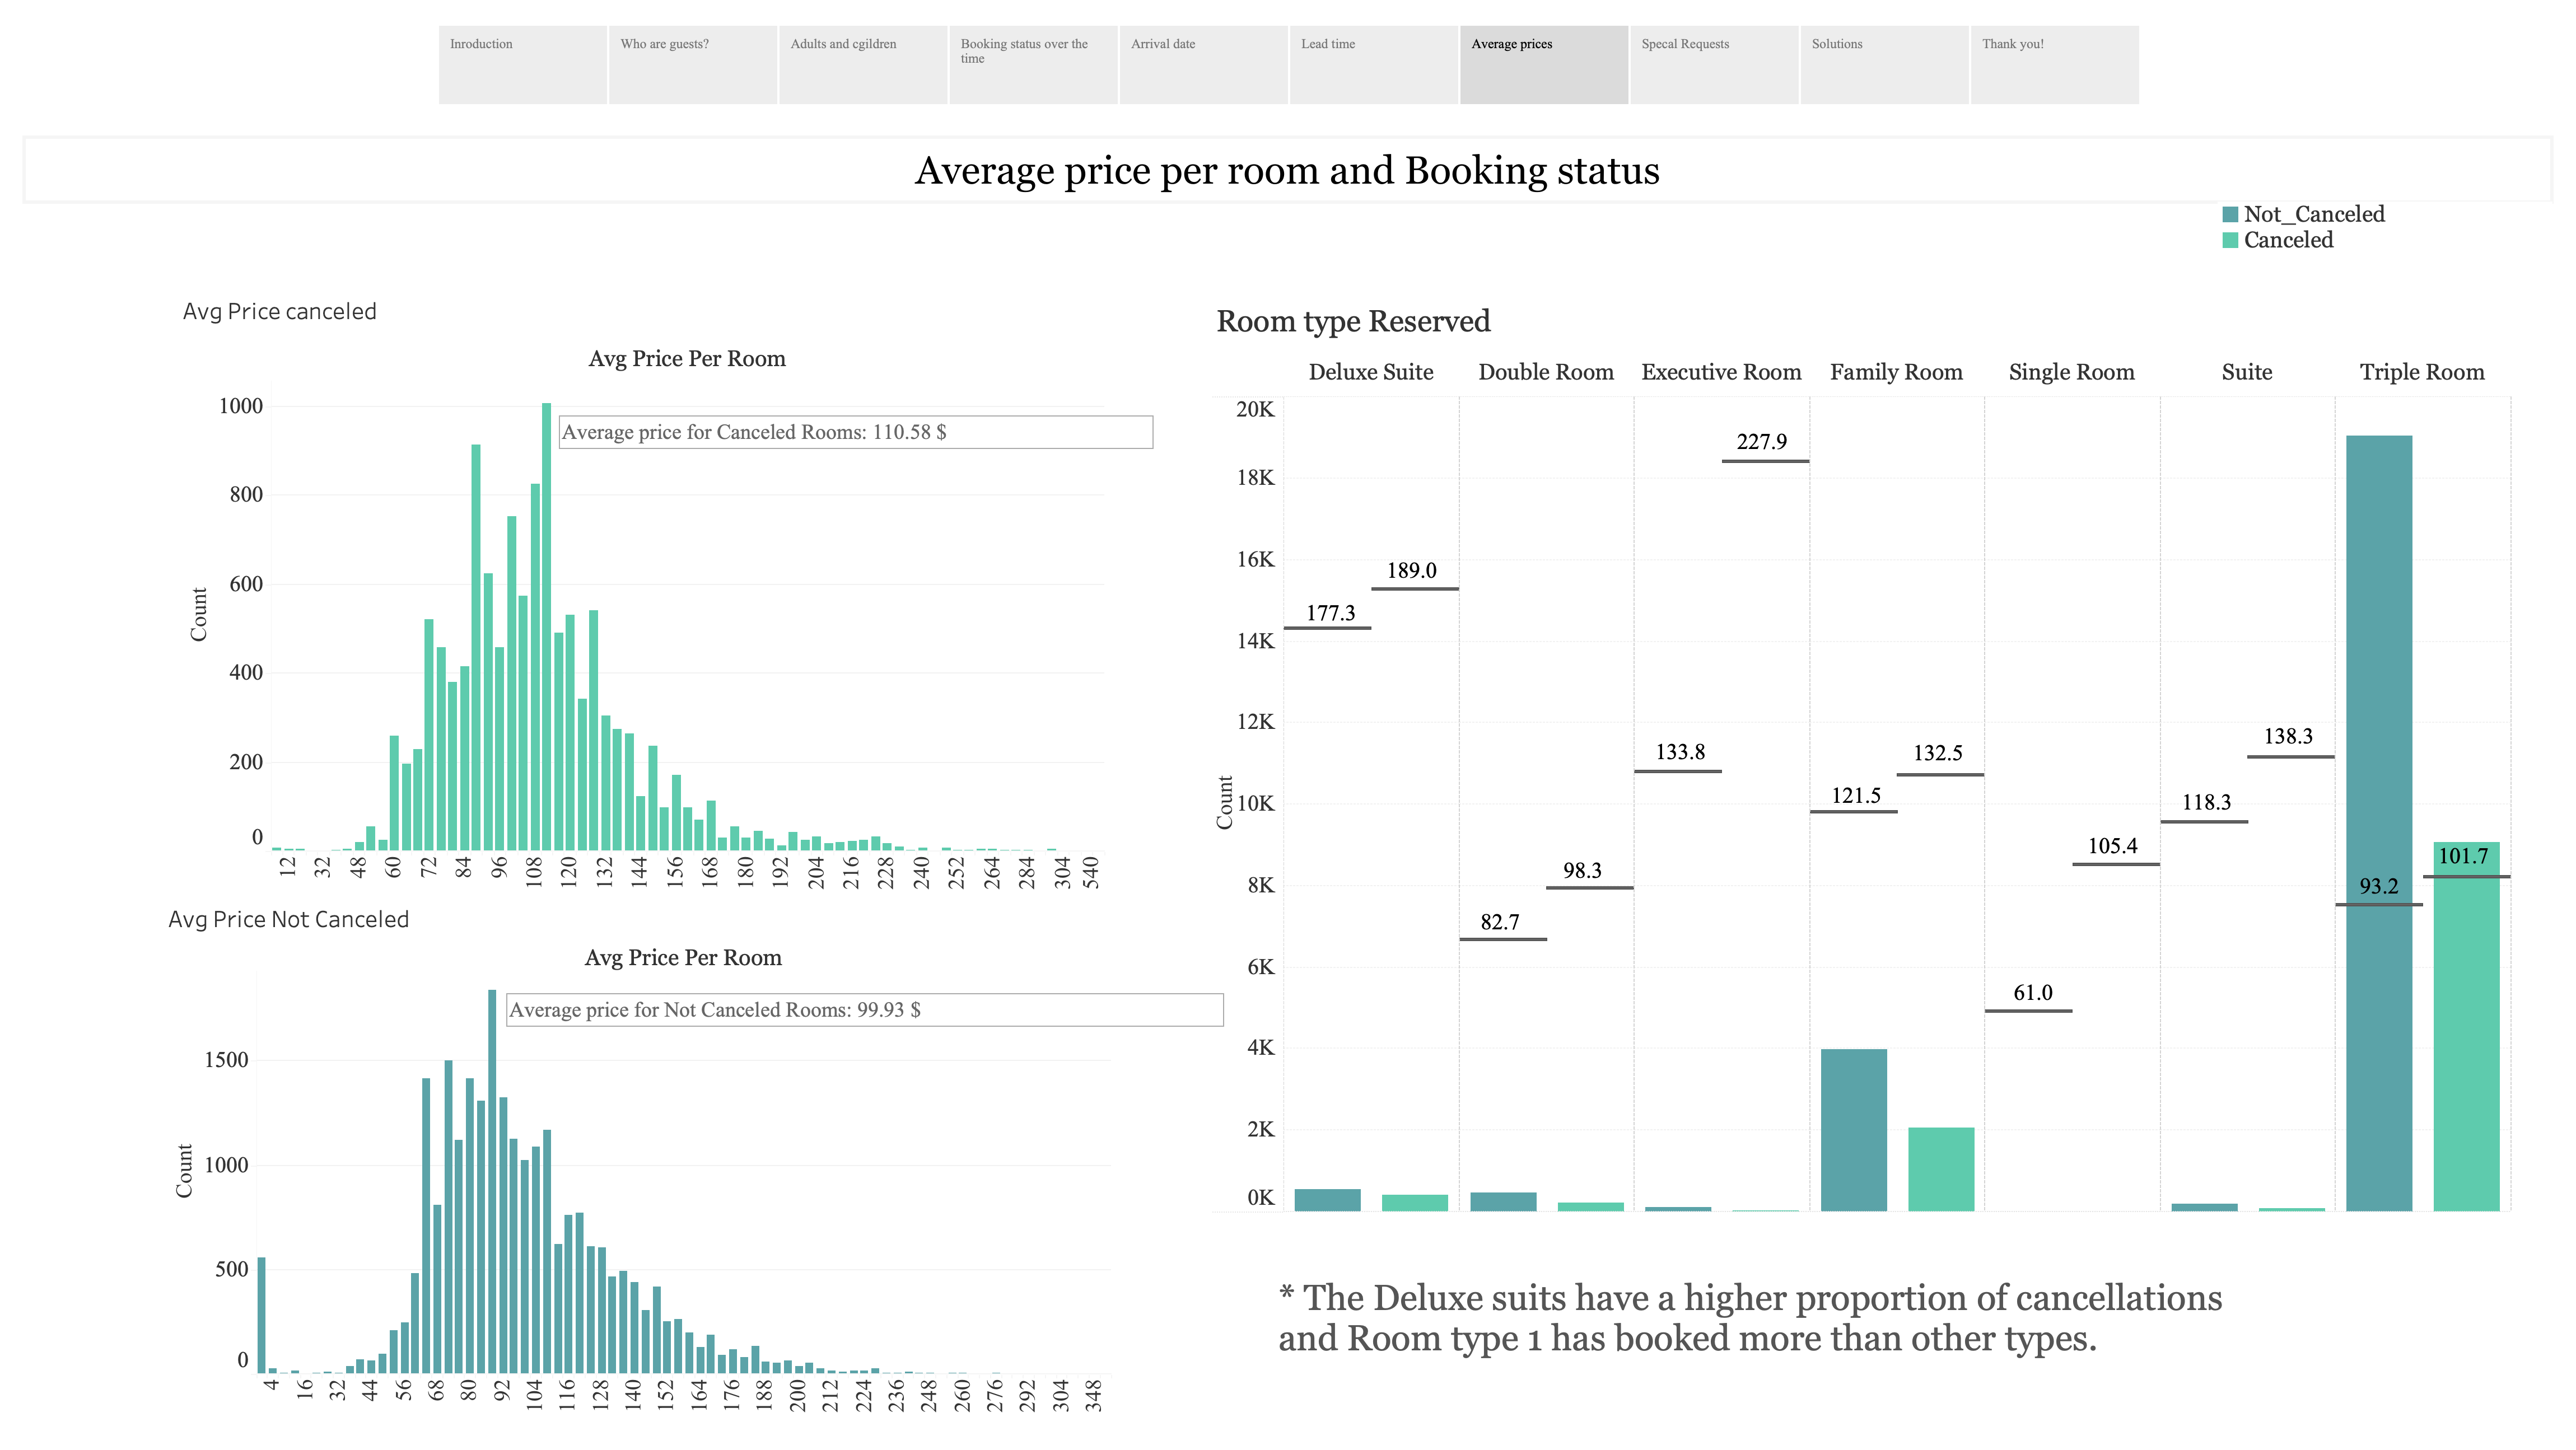 Inroduction
Who are guests?
Adults and cgildren
Booking status over the
time
Arrival date
Lead time
Average prices
Specal Requests
Solutions
Thank you!
Average price per room and Booking status
Not_Canceled
Canceled
Avg Price canceled
Avg Price Per Room
Average price for Canceled Rooms: 110.58 $
Count
1000
800
600
400
200
0
12 32 48 60 72 84 96 108 120 132 144 156 168 180 192 204 216 228 240 252 264 284 304 540
Avg Price Not Canceled
Avg Price Per Room
Average price for Not Canceled Rooms: 99.93 $
Count
1500
1000
500
0
4 16 32 44 56 68 80 92 104 116 128 140 152 164 176 188 200 212 224 236 248 260 276 292 304 348
Room type Reserved
Deluxe Suite Double Room Executive Room Family Room Single Room Suite Triple Room
Count
20K
18K
16K
14K
12K
10K
8K
6K
4K
2K
0K
177.3 189.0
82.7 98.3
133.8 227.9
121.5 132.5
61.0 105.4
118.3 138.3
93.2 101.7
* The Deluxe suits have a higher proportion of cancellations
and Room type 1 has booked more than other types.